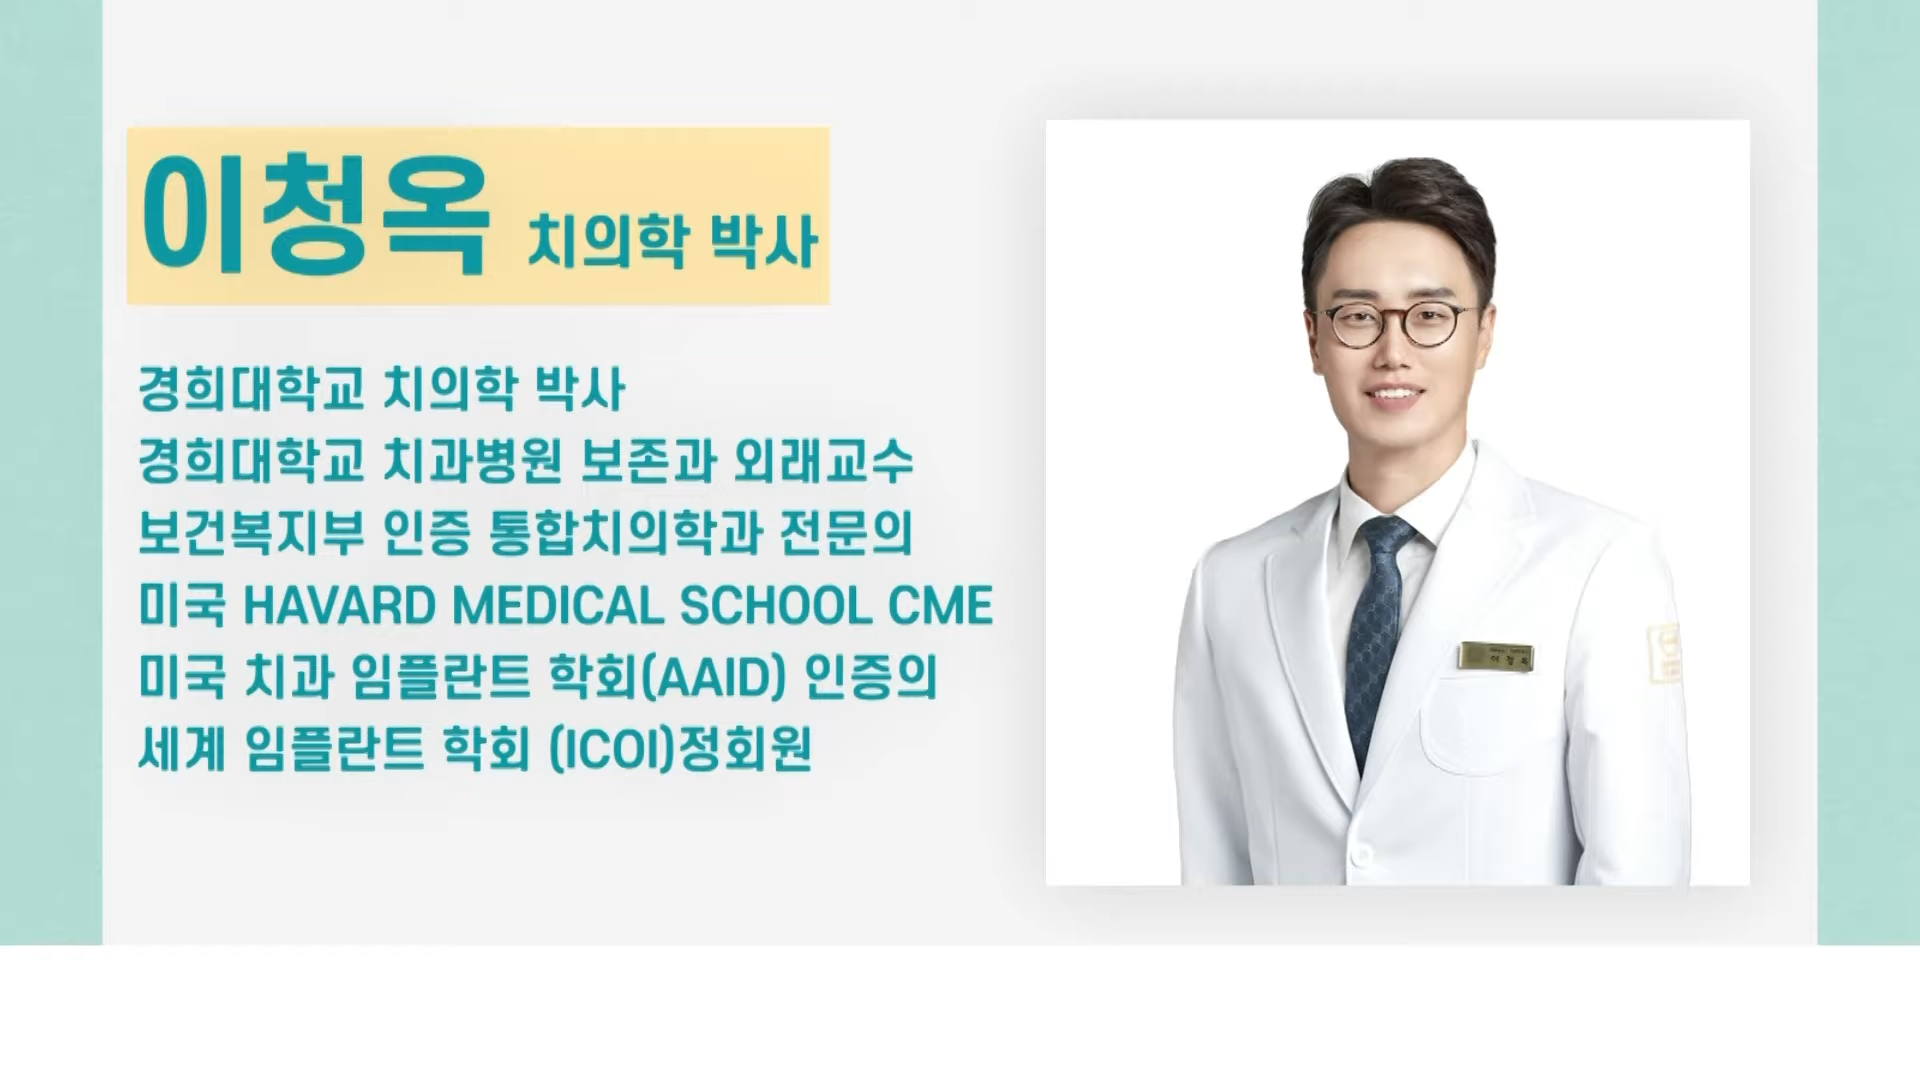 이청옥 치의학 박사
경희대학교 치의학 박사
경희대학교 치과병원 보존과 외래교수
보건복지부 인증 통합치의학과 전문의
미국 HAVARD MEDICAL SCHOOL CME
미국 치과 임플란트 학회(AAID) 인증의
세계 임플란트 학회 (ICOI)정회원
이청옥